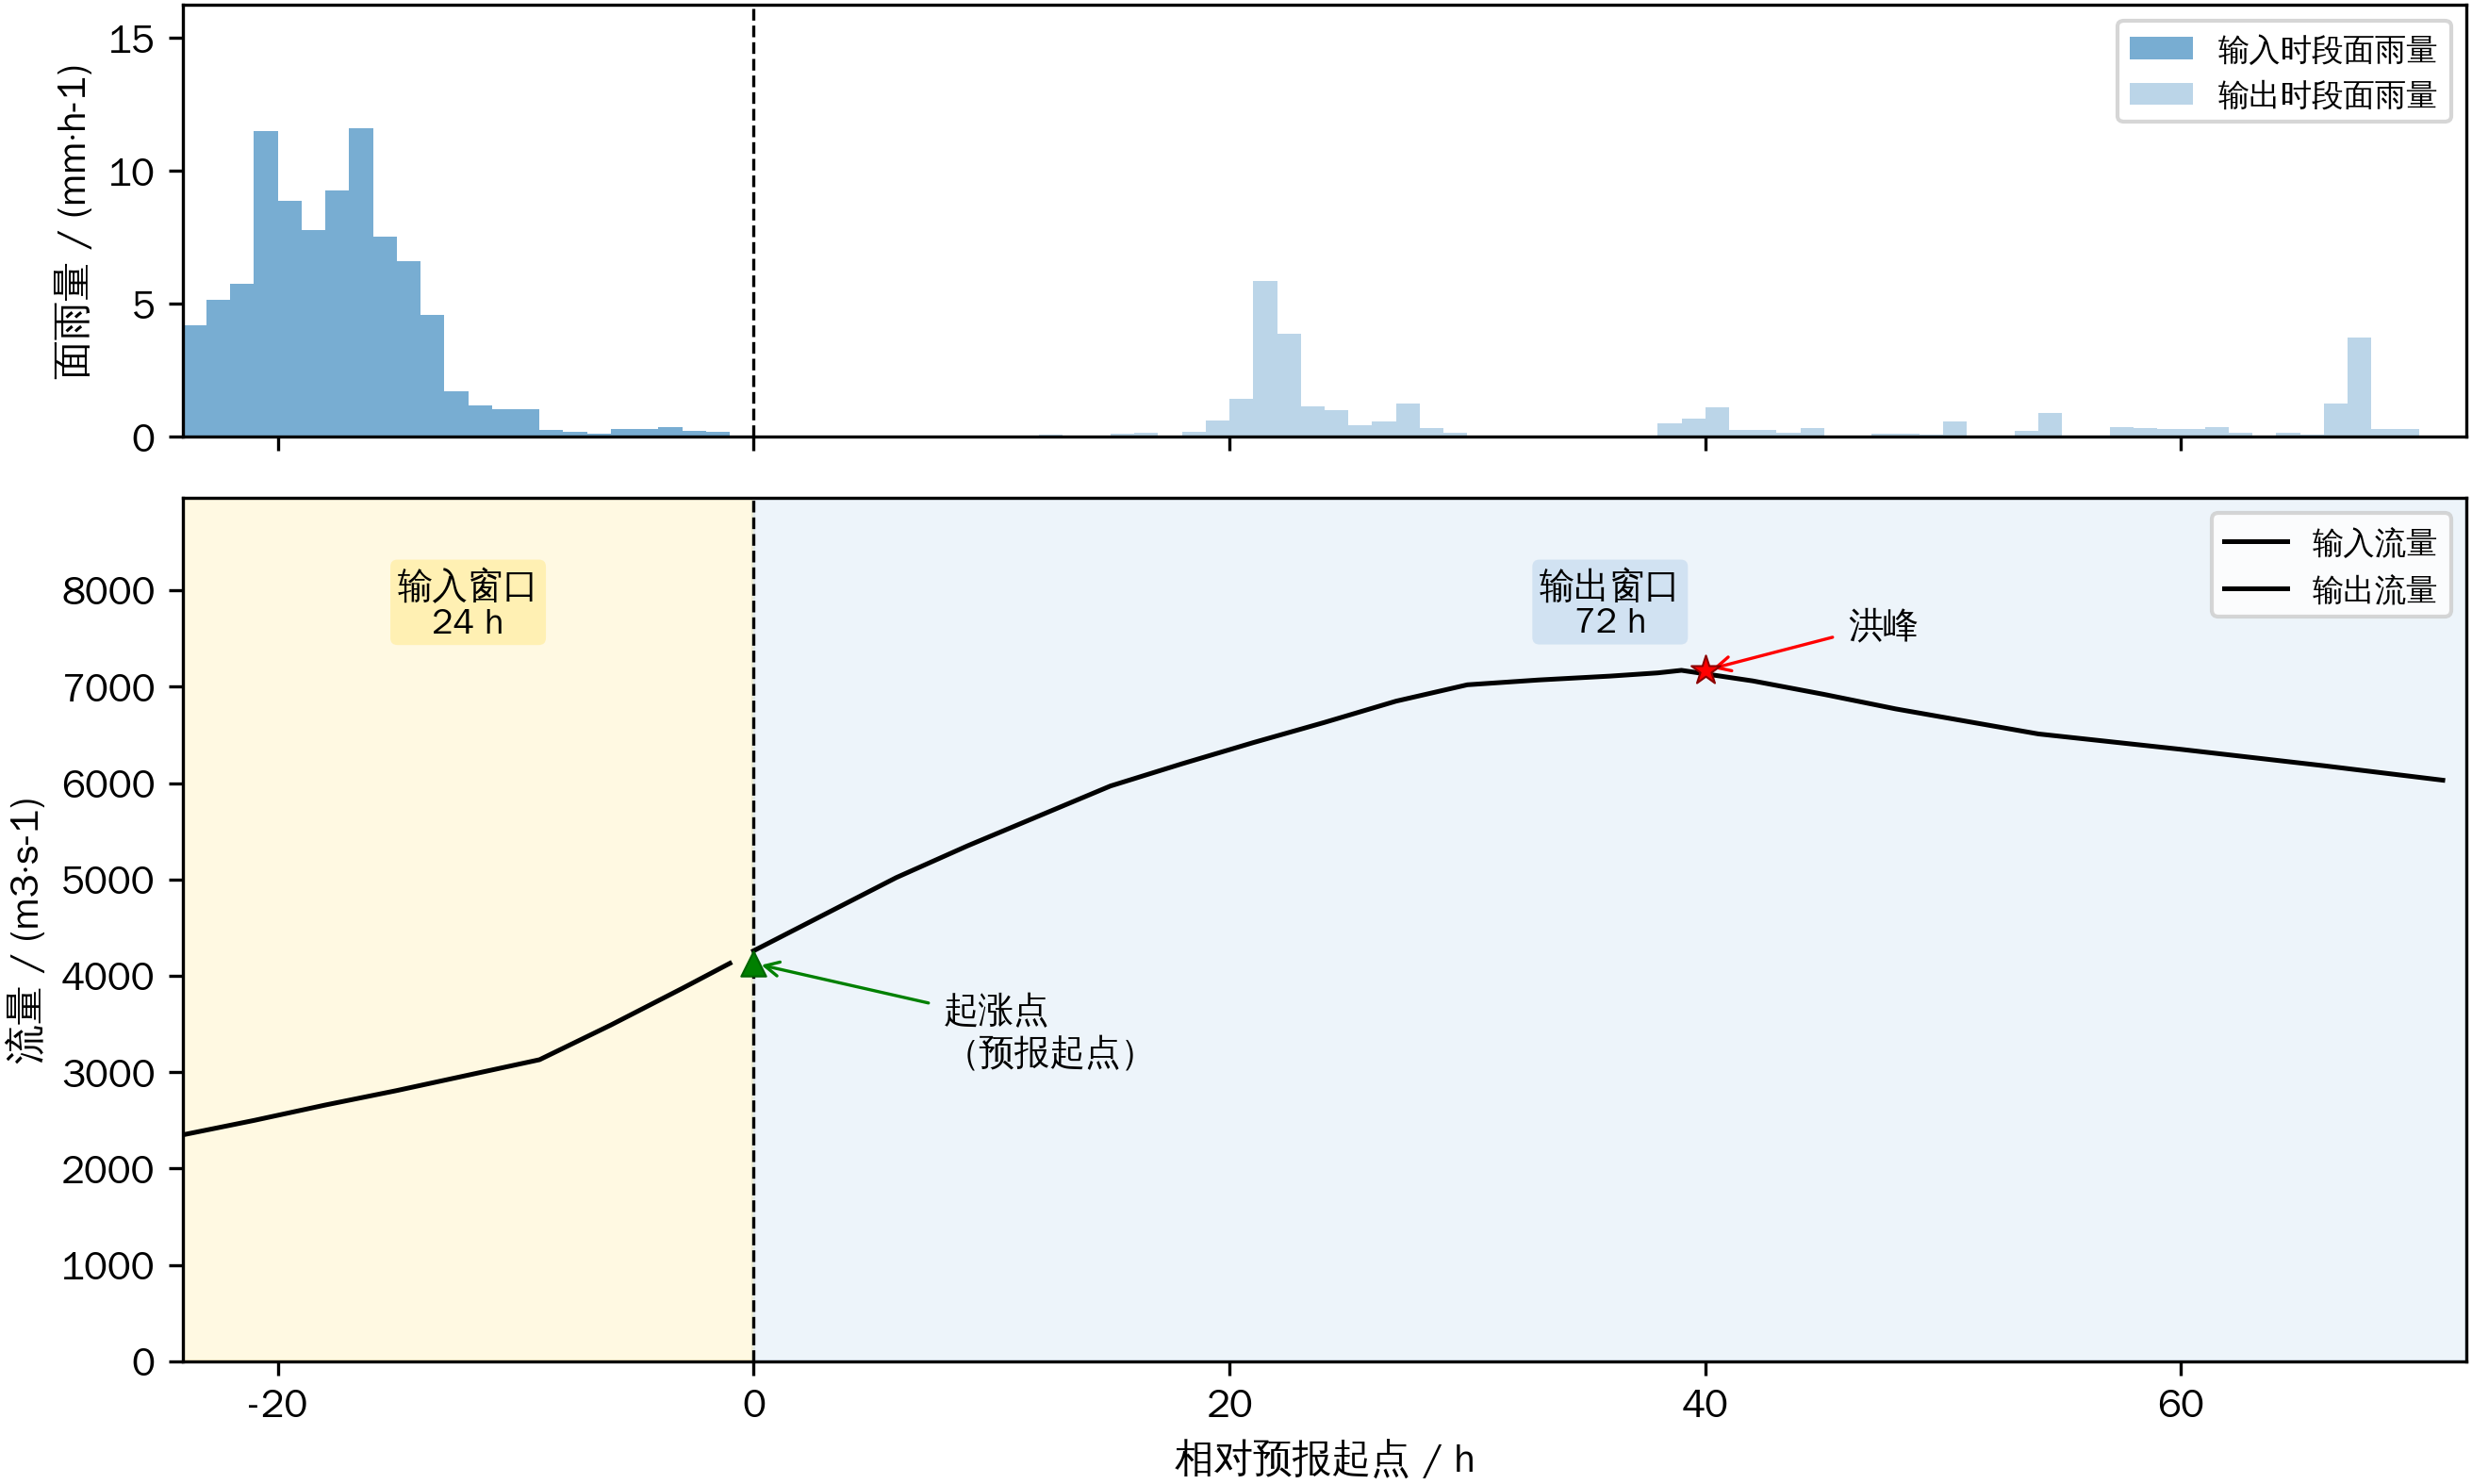 15
10
5
0
面雨量 / (mm·h-1)
输入时段面雨量
输出时段面雨量
8000
7000
6000
5000
4000
3000
2000
1000
0
流量 / (m3·s-1)
输入窗口
24 h
输出窗口
72 h
洪峰
输入流量
输出流量
起涨点
（预报起点）
-20
0
20
40
60
相对预报起点 / h